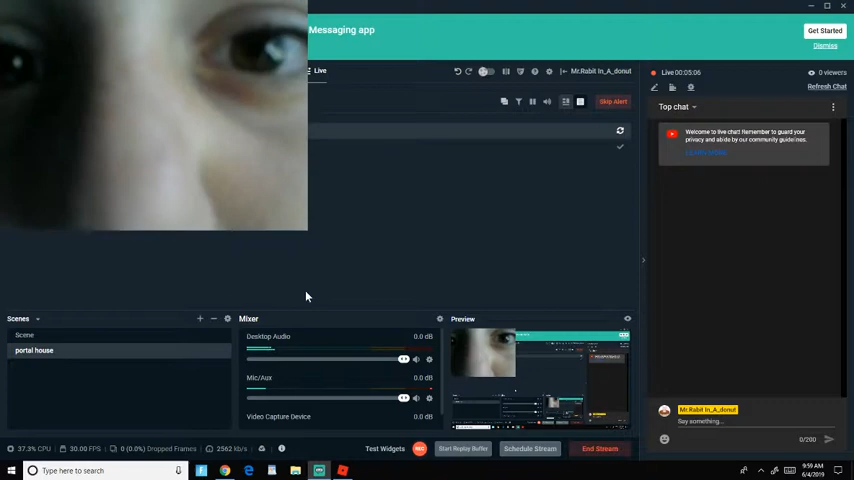 Messaging app
Get Started
Dismiss
Live
Mr.Rabit In_A_donut
Skip Alert
Live 00:05:06
0 viewers
Refresh Chat
Top chat
Welcome to live chat! Remember to guard your
privacy and abide by our community guidelines.
LEARN MORE
Scenes
Scene
portal house
Mixer
Desktop Audio
0.0 dB
Mic/Aux
0.0 dB
Video Capture Device
0.0 dB
Preview
Mr.Rabit In_A_donut
Say something...
0/200
37.3% CPU
30.00 FPS
0 (0.0%) Dropped Frames
2562 kb/s
Test Widgets
REC
Start Replay Buffer
Schedule Stream
End Stream
Type here to search
9:59 AM
6/4/2019